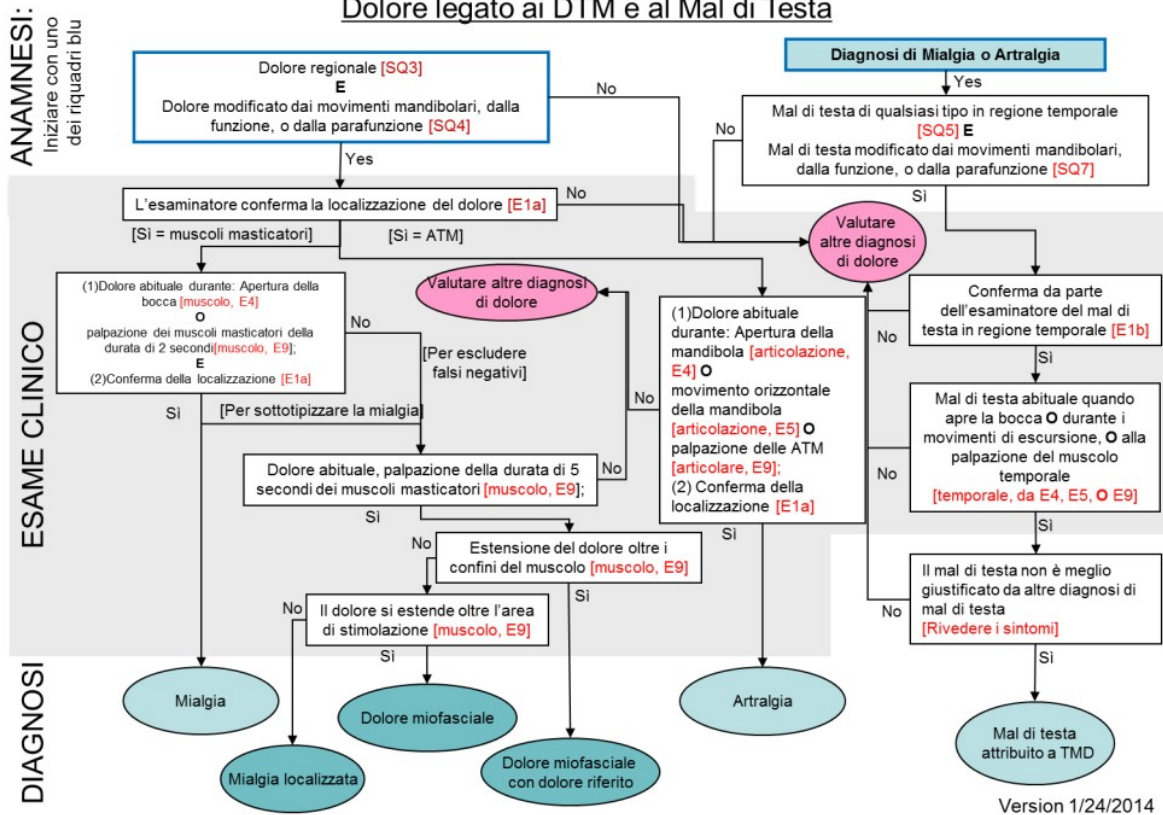 Dolore legato ai DTM e al Mal di Testa
ANAMNESI:
Iniziare con uno
dei riquadri blu
Dolore regionale [SQ3]
E
Dolore modificato dai movimenti mandibolari, dalla
funzione, o dalla parafunzione [SQ4]
No
Yes
Diagnosi di Mialgia o Artralgia
Yes
Mal di testa di qualsiasi tipo in regione temporale
[SQ5] E
Mal di testa modificato dai movimenti mandibolari,
dalla funzione, o dalla parafunzione [SQ7]
No
Sì
ESAME CLINICO
L'esaminatore conferma la localizzazione del dolore [E1a]
No
[Sì = muscoli masticatori]
[Sì = ATM]
Valutare
altre diagnosi
di dolore
(1)Dolore abituale durante: Apertura della
bocca [muscolo, E4]
O
palpazione dei muscoli masticatori della
durata di 2 secondi[muscolo, E9];
E
(2)Conferma della localizzazione [E1a]
No
Sì
[Per escludere
falsi negativi]
[Per sottotipizzare la mialgia]
Valutare altre diagnosi
di dolore
(1)Dolore abituale
durante: Apertura della
mandibola [articolazione,
E4] O
movimento orizzontale
della mandibola
[articolazione, E5] O
palpazione delle ATM
[articolare, E9];
(2) Conferma della
localizzazione [E1a]
No
Sì
Conferma da parte
dell'esaminatore del mal di
testa in regione temporale [E1b]
No
Sì
Mal di testa abituale quando
apre la bocca O durante i
movimenti di escursione, O alla
palpazione del muscolo
temporale
[temporale, da E4, E5, O E9]
No
Sì
Dolore abituale, palpazione della durata di 5
secondi dei muscoli masticatori [muscolo, E9];
No
Sì
Estensione del dolore oltre i
confini del muscolo [muscolo, E9]
No
Sì
Il dolore si estende oltre l'area
di stimolazione [muscolo, E9]
No
Sì
Il mal di testa non è meglio
giustificato da altre diagnosi di
mal di testa
[Rivedere i sintomi]
No
Sì
DIAGNOSI
Mialgia
Mialgia localizzata
Dolore miofasciale
Dolore miofasciale
con dolore riferito
Artralgia
Mal di testa
attribuito a TMD
Version 1/24/2014